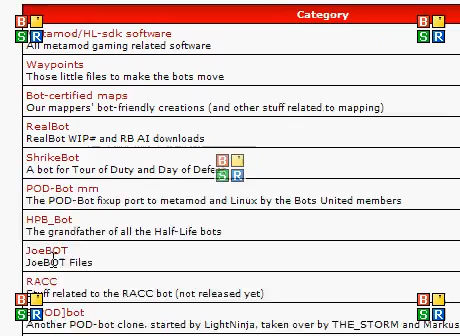 Category
etamod/HL-sdk software
All metamod gaming related software
Waypoints
Those little files to make the bots move
Bot-certified maps
Our mappers' bot-friendly creations (and other stuff related to mapping)
RealBot
RealBot WIP# and RB AI downloads
ShrikeBot
A bot for Tour of Duty and Day of Defe
POD-Bot mm
The POD-Bot fixup port to metamod and Linux by the Bots United members
HPB_Bot
The grandfather of all the Half-Life bots
JoeBOT
JoeBOT Files
RACC
Stuff related to the RACC bot (not released yet)
POD]bot
Another POD-bot clone, started by LightNinja, taken over by THE_STORM and Markus
B '
S R
B '
S R
B '
S R
B '
S R
B '
S R